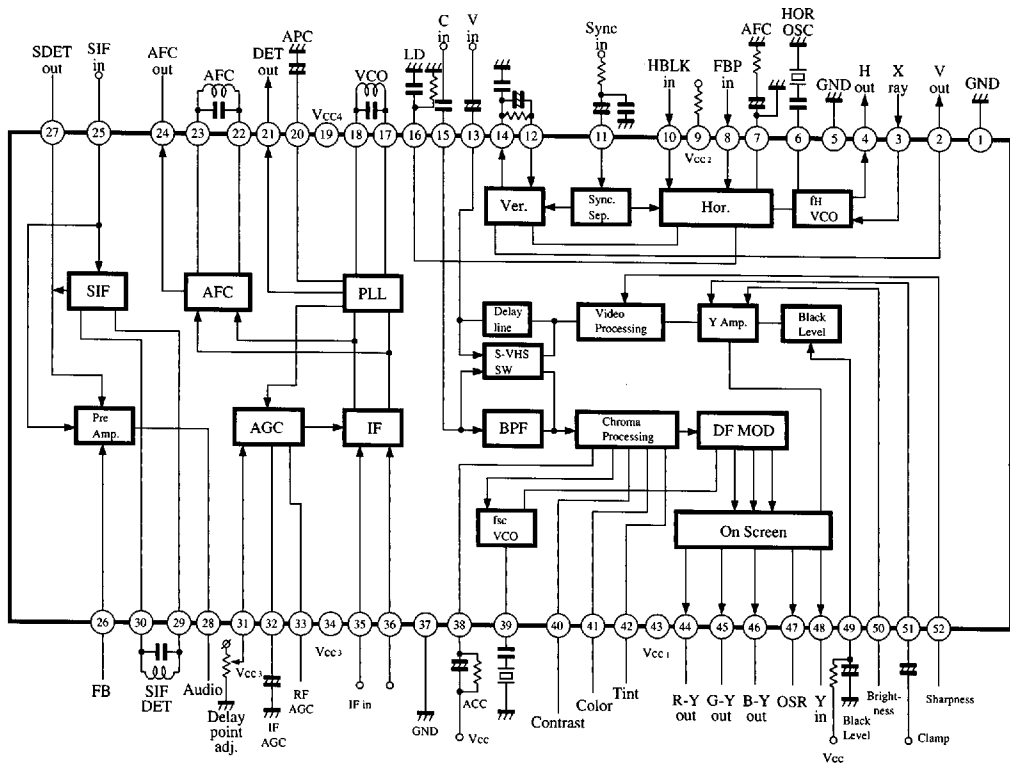 SDET out
SIF in
AFC out
AFC
DET out
APC
VCC4
VCO
LD
C in
V in
Sync in
HBLK in
VCC2
FBP in
AFC
HOR OSC
GND
H out
X ray
V out
GND
27
25
24
23
22
21
20
19
18
17
16
15
13
14
12
11
10
9
8
7
6
5
4
3
2
1
Ver.
Sync. Sep.
Hor.
fH VCO
SIF
AFC
PLL
Delay line
Video Processing
Y Amp.
Black Level
S-VHS SW
Pre Amp.
AGC
IF
BPF
Chroma Processing
DF MOD
fsc VCO
On Screen
26
30
29
28
31
32
33
34
35
36
37
38
39
40
41
42
43
44
45
46
47
48
49
50
51
52
FB
SIF DET
Audio
VCC3
Delay point adj.
IF AGC
RF AGC
VCC3
IF in
GND
ACC
Vcc
Contrast
Color
Tint
VCC1
R-Y out
G-Y out
B-Y out
OSR
Y in
Vcc
Black Level
Bright-ness
Clamp
Sharpness